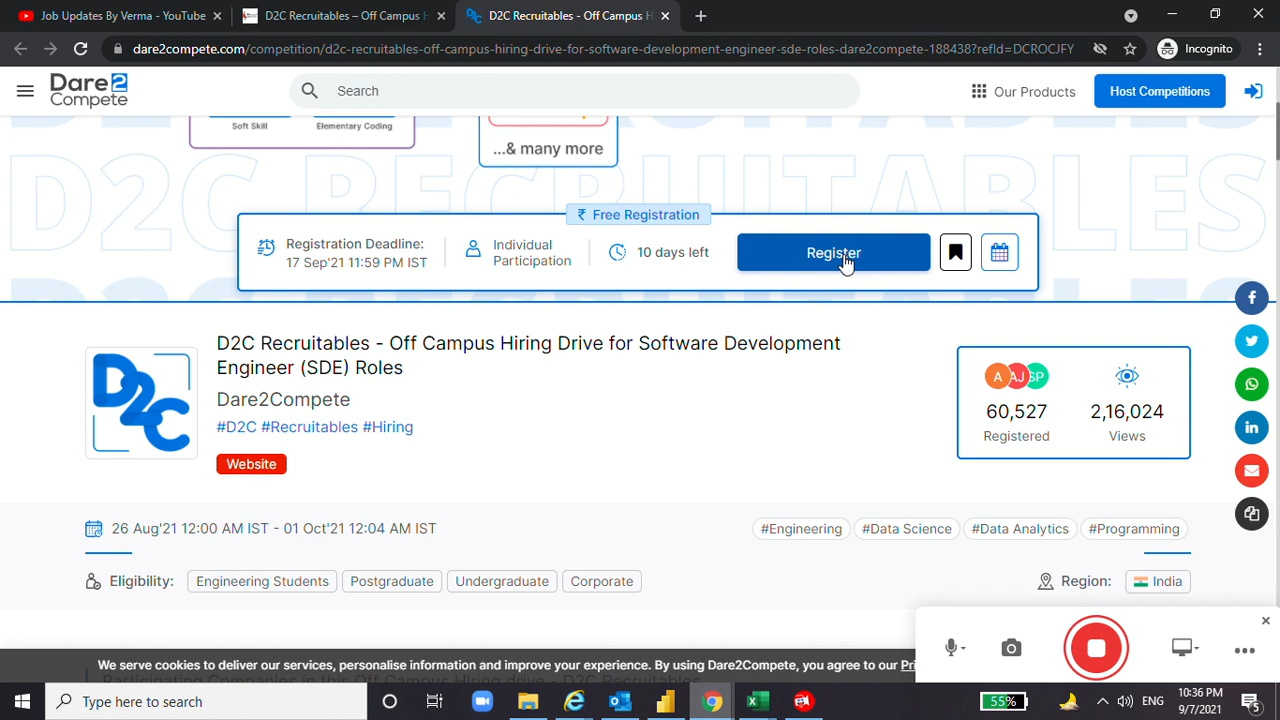 Job Updates By Verma - YouTube
D2C Recruitables – Off Campus H
D2C Recruitables - Off Campus H
dare2compete.com/competition/d2c-recruitables-off-campus-hiring-drive-for-software-development-engineer-sde-roles-dare2compete-188438?refId=DCROCJFY
Incognito
Dare2
Compete
Search
Our Products
Host Competitions
Soft Skill
Elementary Coding
...& many more
D2C RECRUITABLES
₹ Free Registration
Registration Deadline:
17 Sep'21 11:59 PM IST
Individual
Participation
10 days left
Register
D2C Recruitables - Off Campus Hiring Drive for Software Development
Engineer (SDE) Roles
Dare2Compete
#D2C #Recruitables #Hiring
Website
D2C
A AJ SP
60,527
Registered
2,16,024
Views
26 Aug'21 12:00 AM IST - 01 Oct'21 12:04 AM IST
#Engineering #Data Science #Data Analytics #Programming
Eligibility: Engineering Students Postgraduate Undergraduate Corporate
Region: India
We serve cookies to deliver our services, personalise information and improve your experience. By using Dare2Compete, you agree to our Pri
Participating Companies in this Off Campus Hiring drive - D2C Recruitables
Type here to search
55%
ENG
10:36 PM
9/7/2021
5